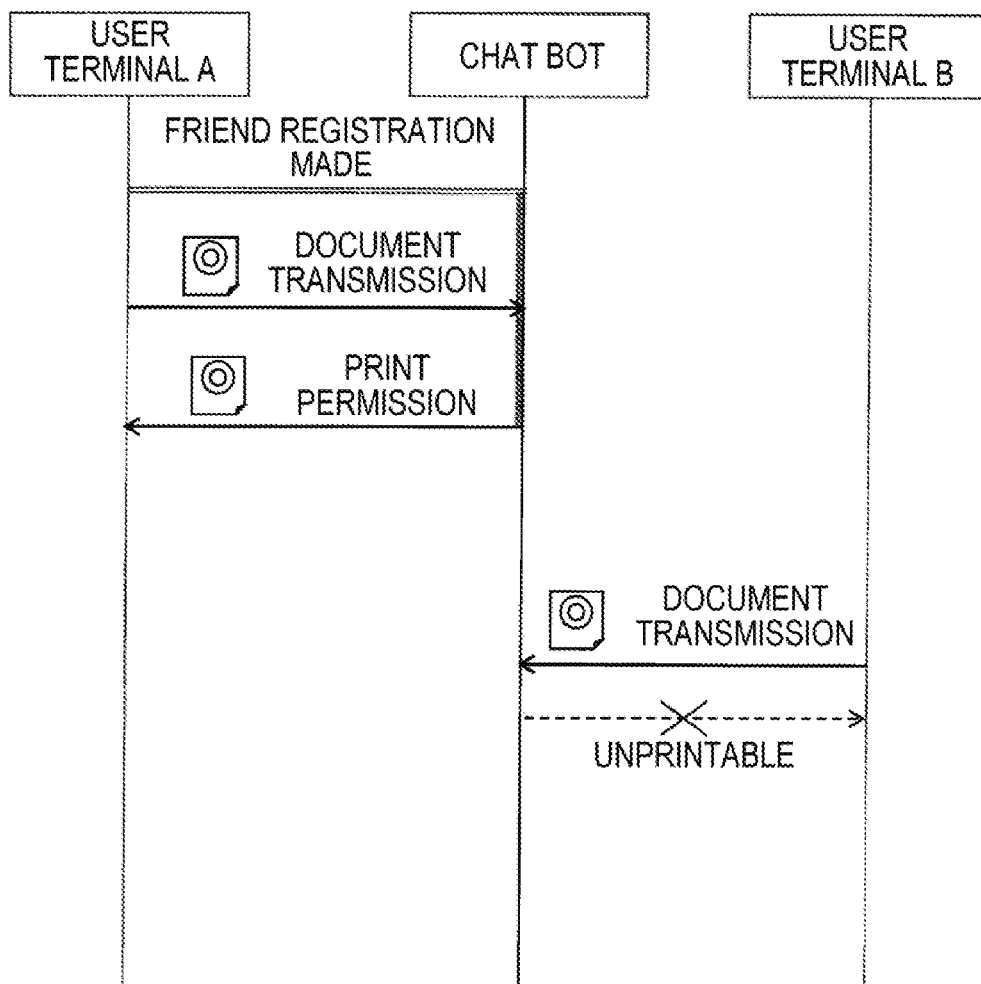 USER
TERMINAL A
CHAT BOT
USER
TERMINAL B
FRIEND REGISTRATION
MADE
DOCUMENT
TRANSMISSION
PRINT
PERMISSION
DOCUMENT
TRANSMISSION
UNPRINTABLE